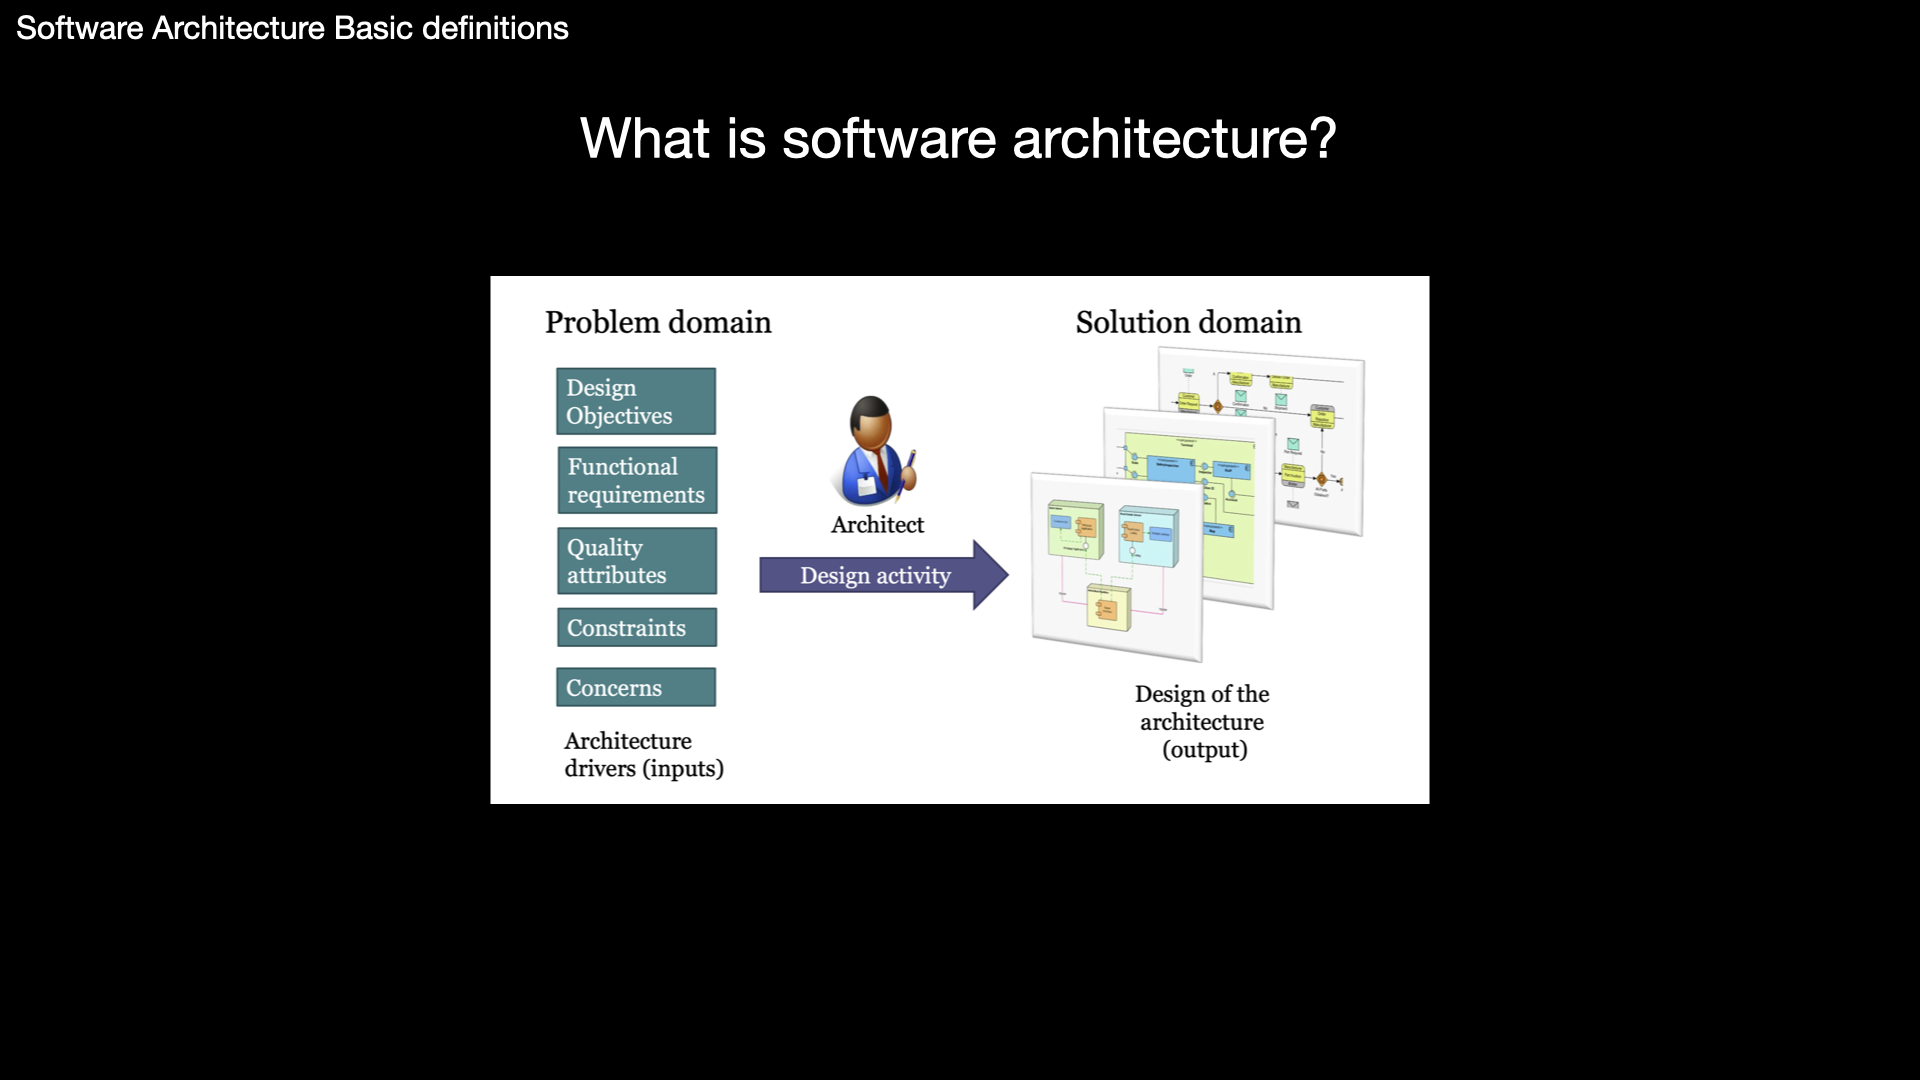 Software Architecture Basic definitions
What is software architecture?
Problem domain
Design
Objectives
Functional
requirements
Quality
attributes
Constraints
Concerns
Architecture
drivers (inputs)
Architect
Design activity
Solution domain
Design of the
architecture
(output)